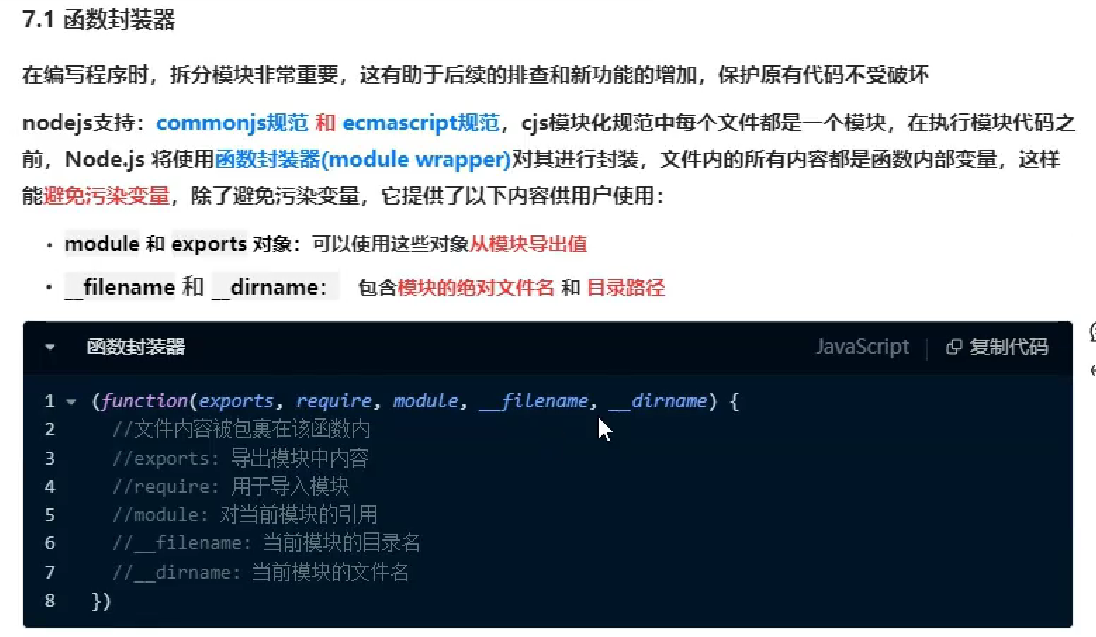 7.1 函数封装器
在编写程序时，拆分模块非常重要，这有助于后续的排查和新功能的增加，保护原有代码不受破坏
nodejs支持：commonjs规范 和 ecmascript规范，cjs模块化规范中每个文件都是一个模块，在执行模块代码之
前，Node.js 将使用函数封装器(module wrapper)对其进行封装，文件内的所有内容都是函数内部变量，这样
能避免污染变量，除了避免污染变量，它提供了以下内容供用户使用：
• module 和 exports 对象：可以使用这些对象从模块导出值
• __filename 和 __dirname： 包含模块的绝对文件名 和 目录路径
函数封装器 JavaScript | 复制代码
1 (function(exports, require, module, __filename, __dirname) {
2 //文件内容被包裹在该函数内
3 //exports: 导出模块中内容
4 //require: 用于导入模块
5 //module: 对当前模块的引用
6 //__filename: 当前模块的目录名
7 //__dirname: 当前模块的文件名
8 })